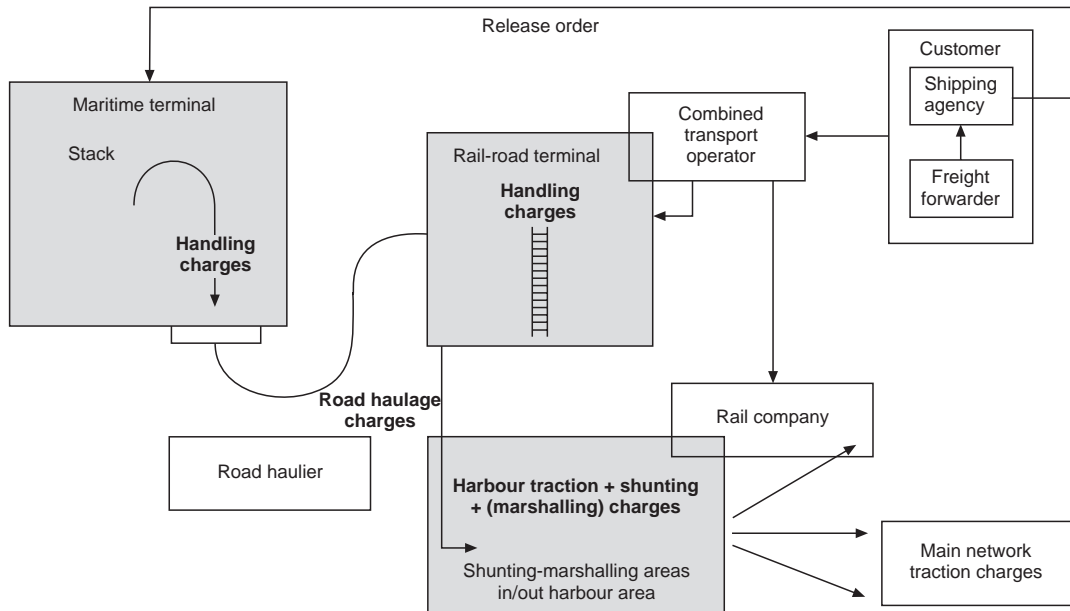 Release order
Customer
Shipping
agency
Freight
forwarder
Maritime terminal
Stack
Handling
charges
Combined
transport
operator
Rail-road terminal
Handling
charges
Road haulage
charges
Rail company
Road haulier
Harbour traction + shunting
+ (marshalling) charges
Shunting-marshalling areas
in/out harbour area
Main network
traction charges